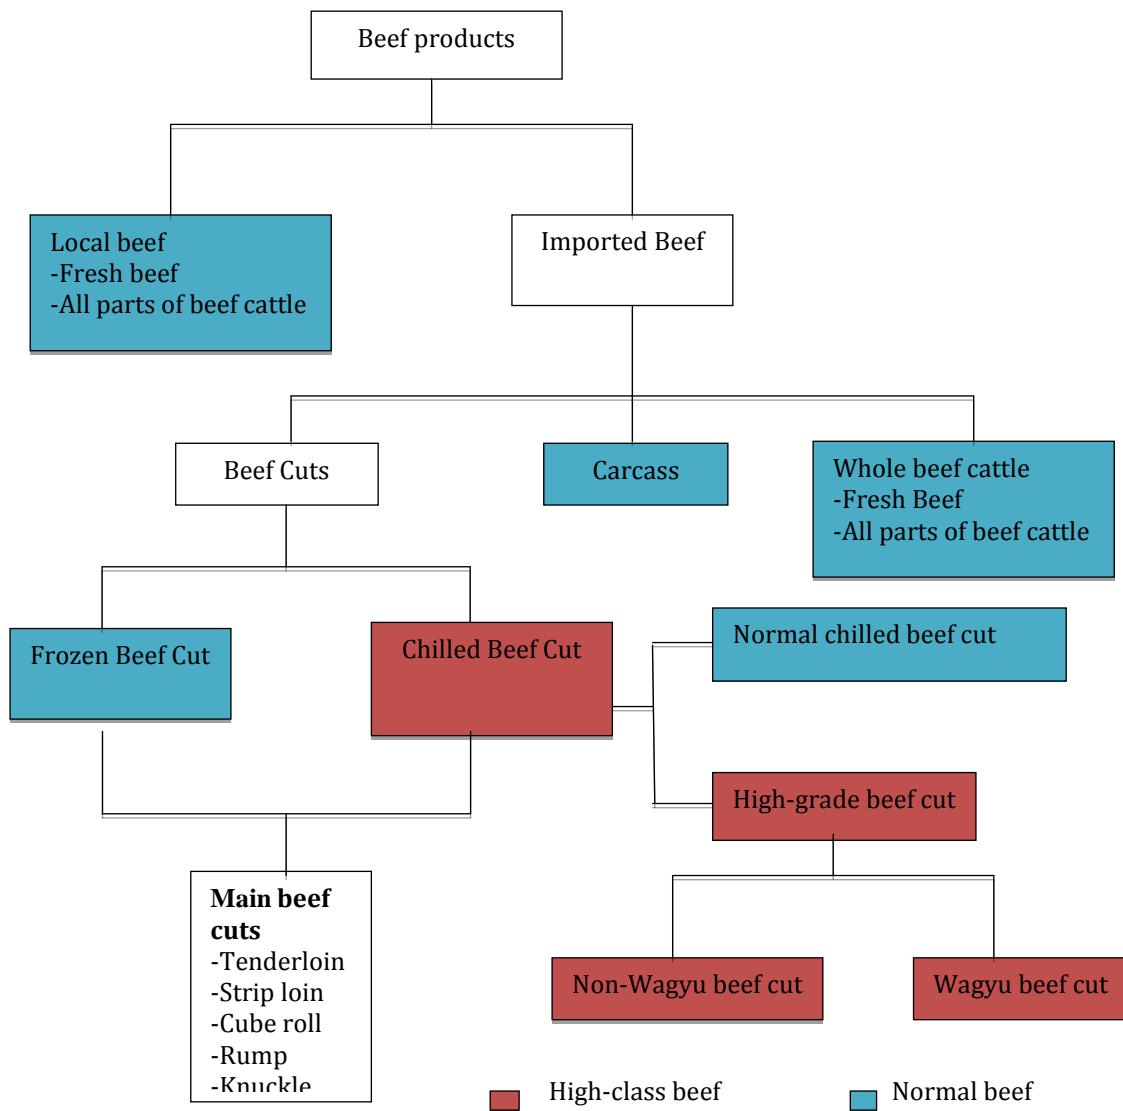 Beef products
Local beef
-Fresh beef
-All parts of beef cattle
Imported Beef
Beef Cuts
Carcass
Whole beef cattle
-Fresh Beef
-All parts of beef cattle
Frozen Beef Cut
Chilled Beef Cut
Normal chilled beef cut
High-grade beef cut
Main beef
cuts
-Tenderloin
-Strip loin
-Cube roll
-Rump
-Knuckle
Non-Wagyu beef cut
Wagyu beef cut
High-class beef
Normal beef